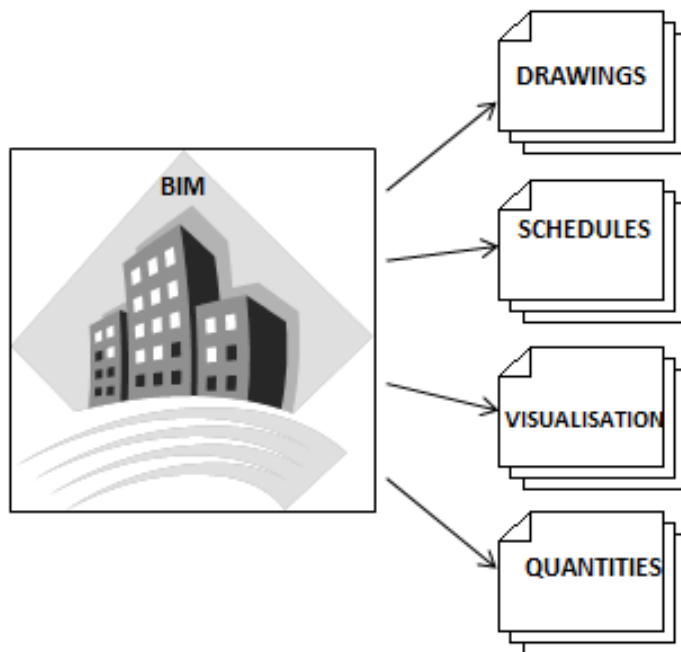 BIM
DRAWINGS
SCHEDULES
VISUALISATION
QUANTITIES